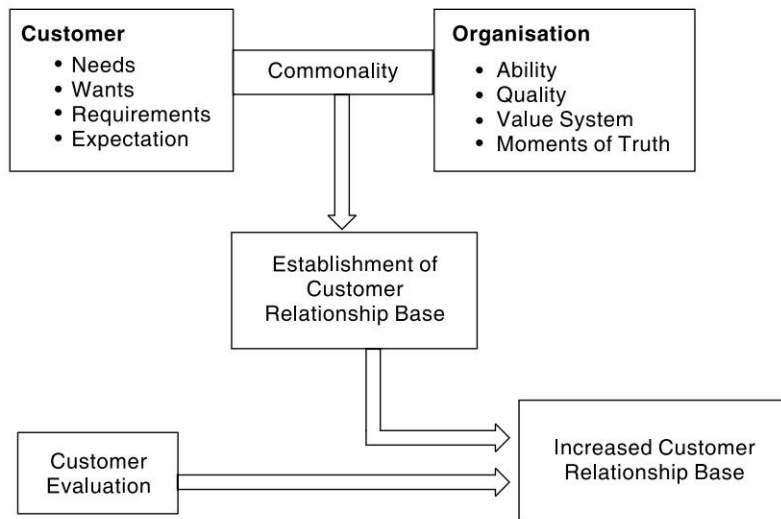 Customer
• Needs
• Wants
• Requirements
• Expectation
Commonality
Organisation
• Ability
• Quality
• Value System
• Moments of Truth
Establishment of
Customer
Relationship Base
Customer
Evaluation
Increased Customer
Relationship Base